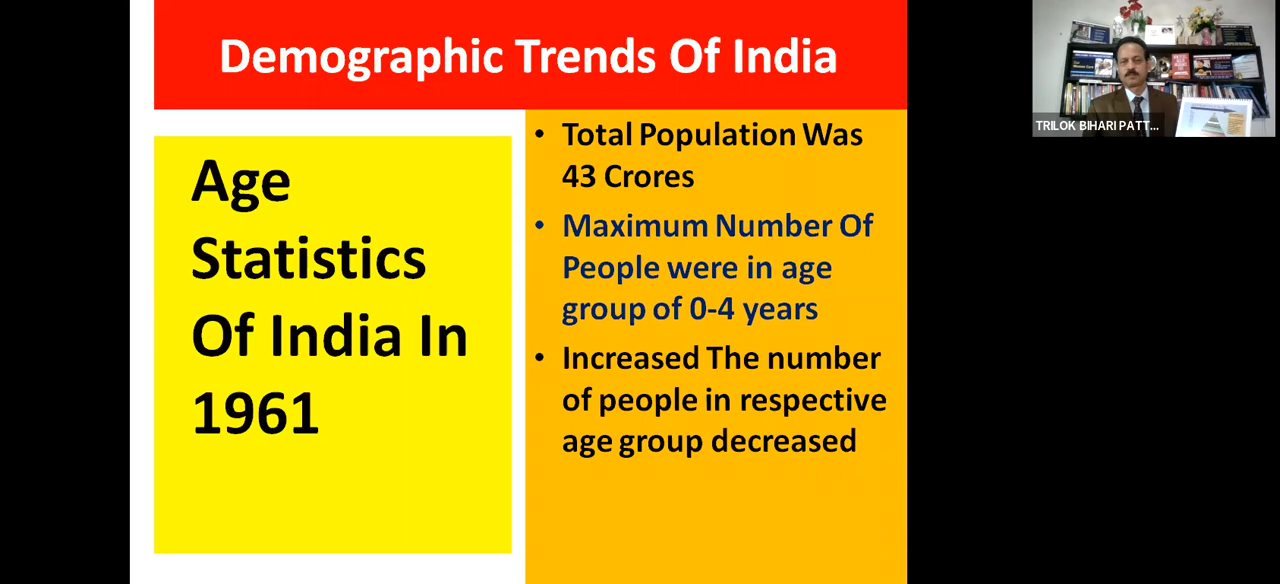 Demographic Trends Of India
Age
Statistics
Of India In
1961
• Total Population Was
43 Crores
• Maximum Number Of
People were in age
group of 0-4 years
• Increased The number
of people in respective
age group decreased
TRILOK BIHARI PATT...